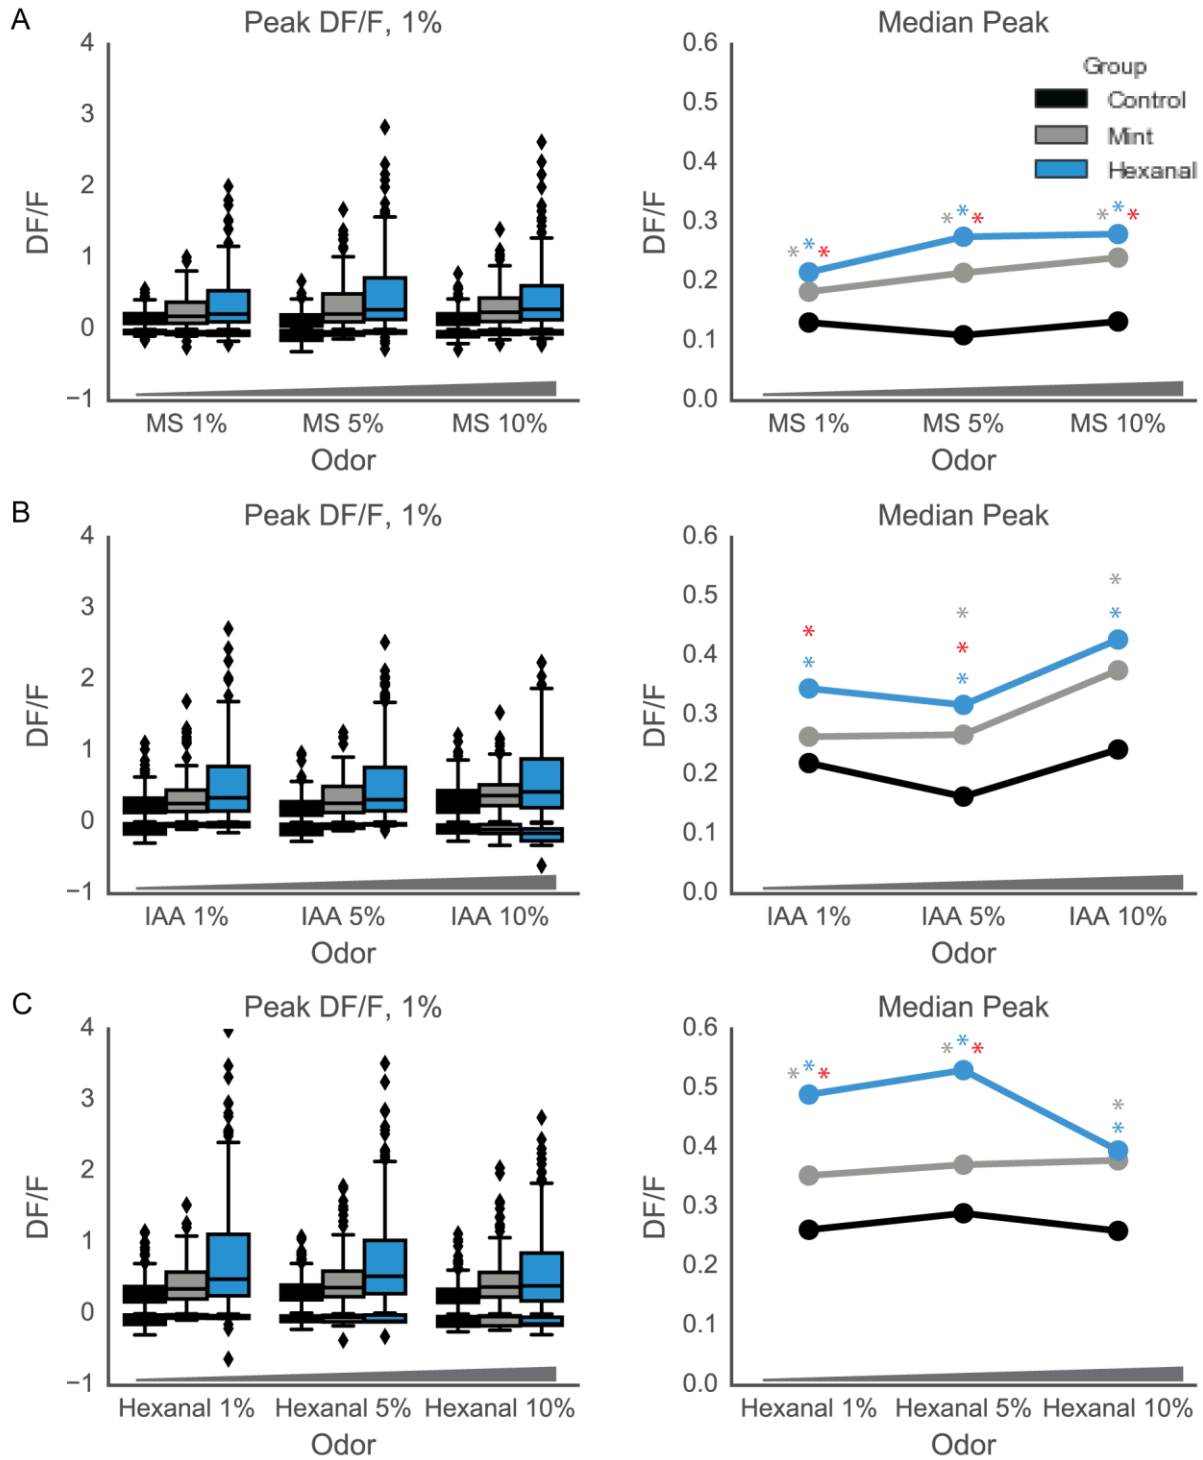 A
Peak DF/F, 1%
Median Peak
4
3
2
1
0
−1
DF/F
MS 1%
MS 5%
MS 10%
Odor
0.6
0.5
0.4
0.3
0.2
0.1
0.0
DF/F
Group
Control
Mint
Hexanal
* * *
* * *
* * *
MS 1%
MS 5%
MS 10%
Odor
B
Peak DF/F, 1%
Median Peak
4
3
2
1
0
−1
DF/F
IAA 1%
IAA 5%
IAA 10%
Odor
0.6
0.5
0.4
0.3
0.2
0.1
0.0
DF/F
*
*
*
*
*
*
*
IAA 1%
IAA 5%
IAA 10%
Odor
C
Peak DF/F, 1%
Median Peak
4
3
2
1
0
−1
DF/F
Hexanal 1%
Hexanal 5%
Hexanal 10%
Odor
0.6
0.5
0.4
0.3
0.2
0.1
0.0
DF/F
* * *
* * *
*
*
Hexanal 1%
Hexanal 5%
Hexanal 10%
Odor